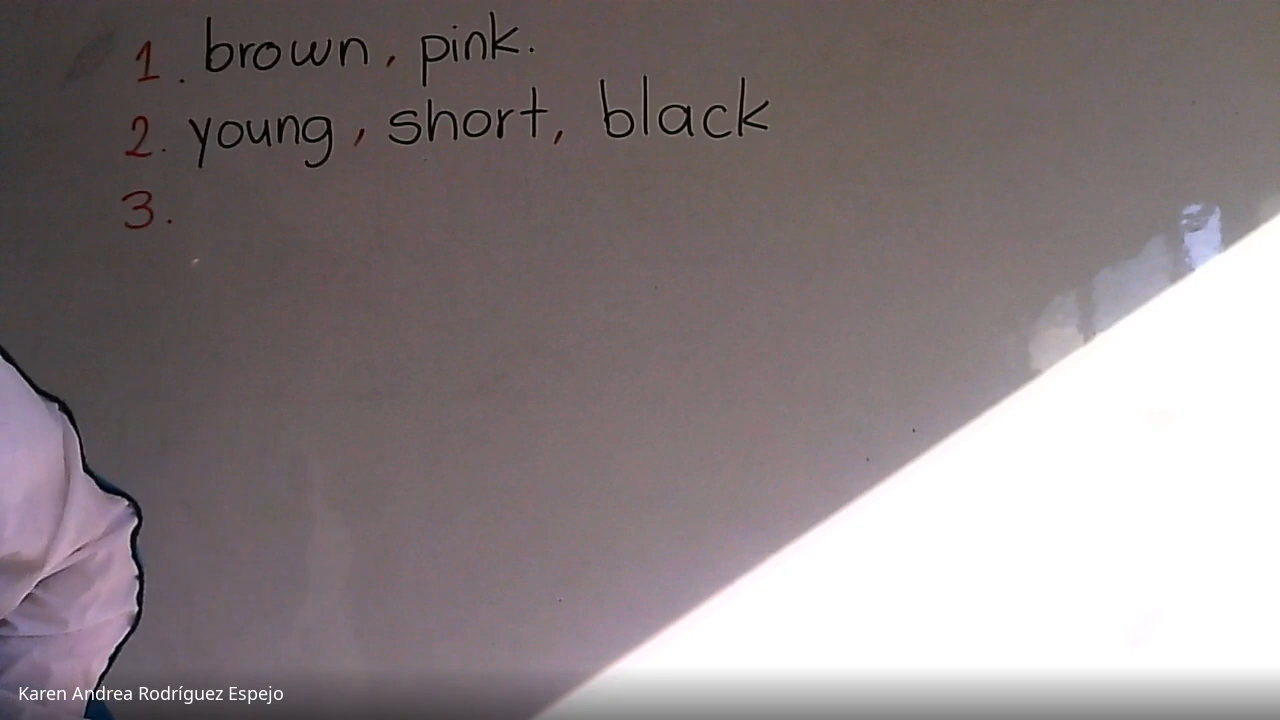 1. brown, pink.
2. young, short, black
3.
Karen Andrea Rodríguez Espejo